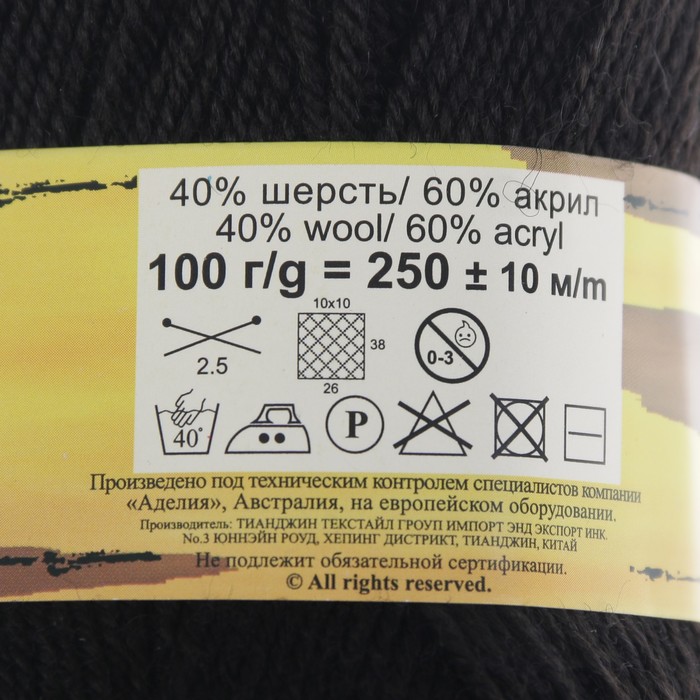 40% шерсть/ 60% акрил
40% wool/ 60% acryl
100 г/g = 250 ± 10 м/m
10x10
2.5
38
26
0-3
40°
P
Произведено под техническим контролем специалистов компании
«Аделия», Австралия, на европейском оборудовании.
Производитель: ТИАНДЖИН ТЕКСТАЙЛ ГРОУП ИМПОРТ ЭНД ЭКСПОРТ ИНК.
No.3 ЮННЭЙН РОУД, ХЕПИНГ ДИСТРИКТ, ТИАНДЖИН, КИТАЙ
Не подлежит обязательной сертификации.
© All rights reserved.